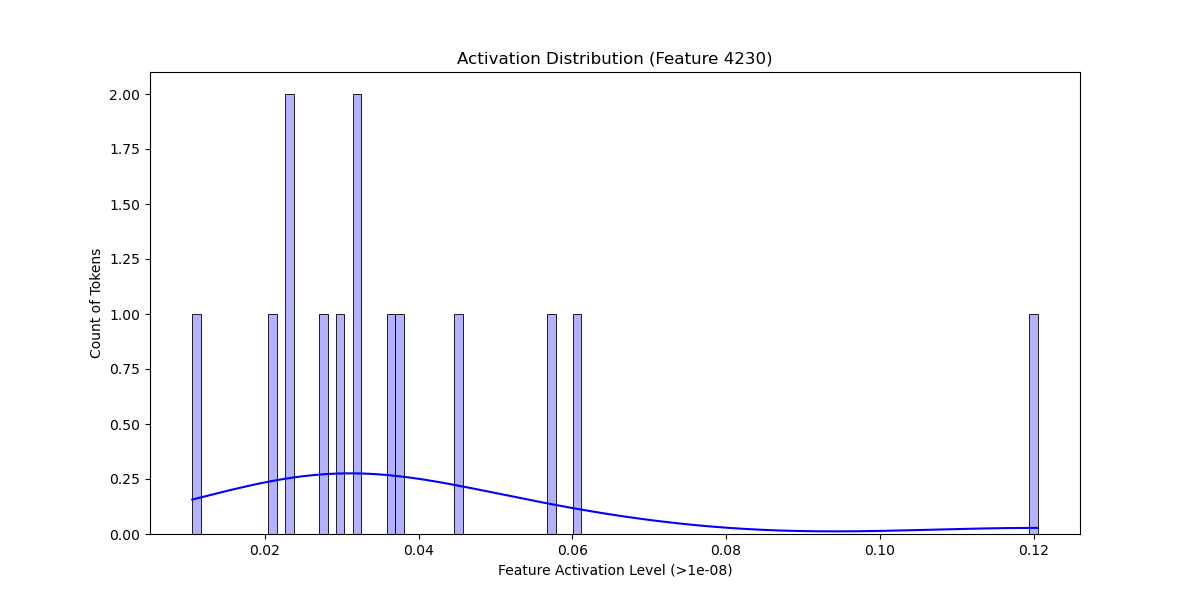 Activation Distribution (Feature 4230)
2.00
1.75
1.50
1.25
1.00
0.75
0.50
0.25
0.00
Count of Tokens
0.02 0.04 0.06 0.08 0.10 0.12
Feature Activation Level (>1e-08)